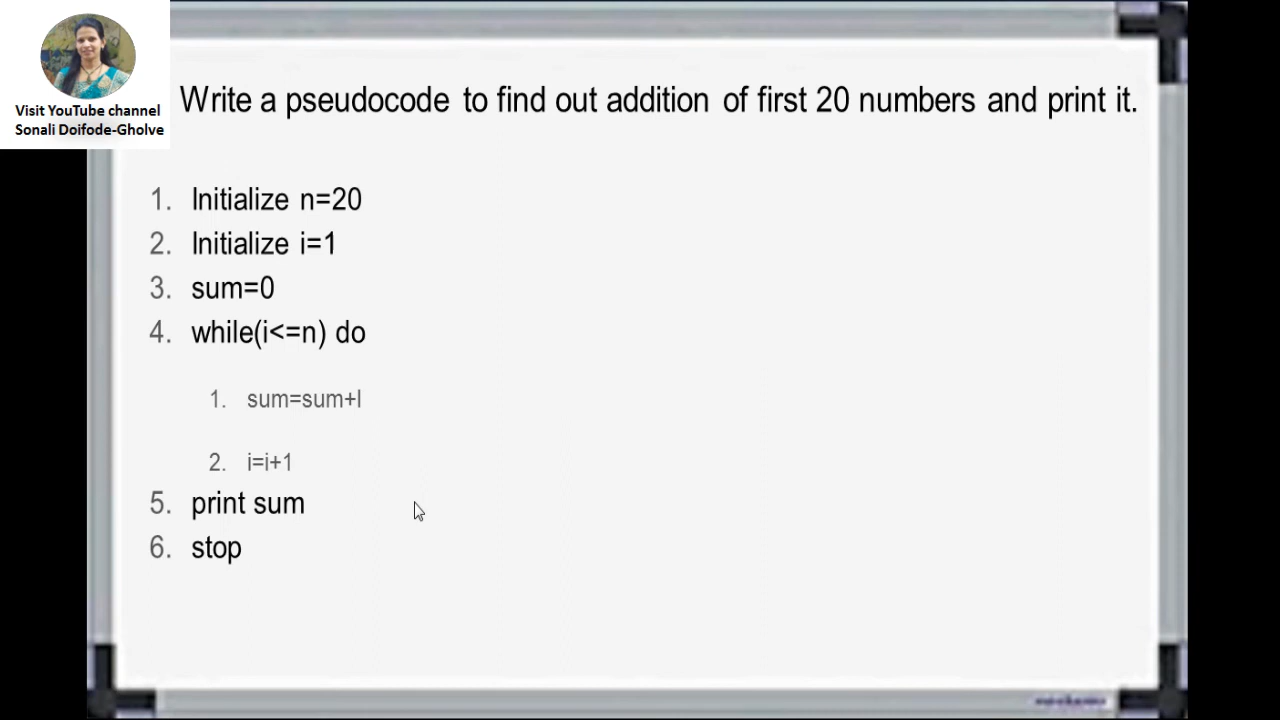 Visit YouTube channel
Sonali Doifode-Gholve
Write a pseudocode to find out addition of first 20 numbers and print it.
1. Initialize n=20
2. Initialize i=1
3. sum=0
4. while(i<=n) do
1. sum=sum+I
2. i=i+1
5. print sum
6. stop